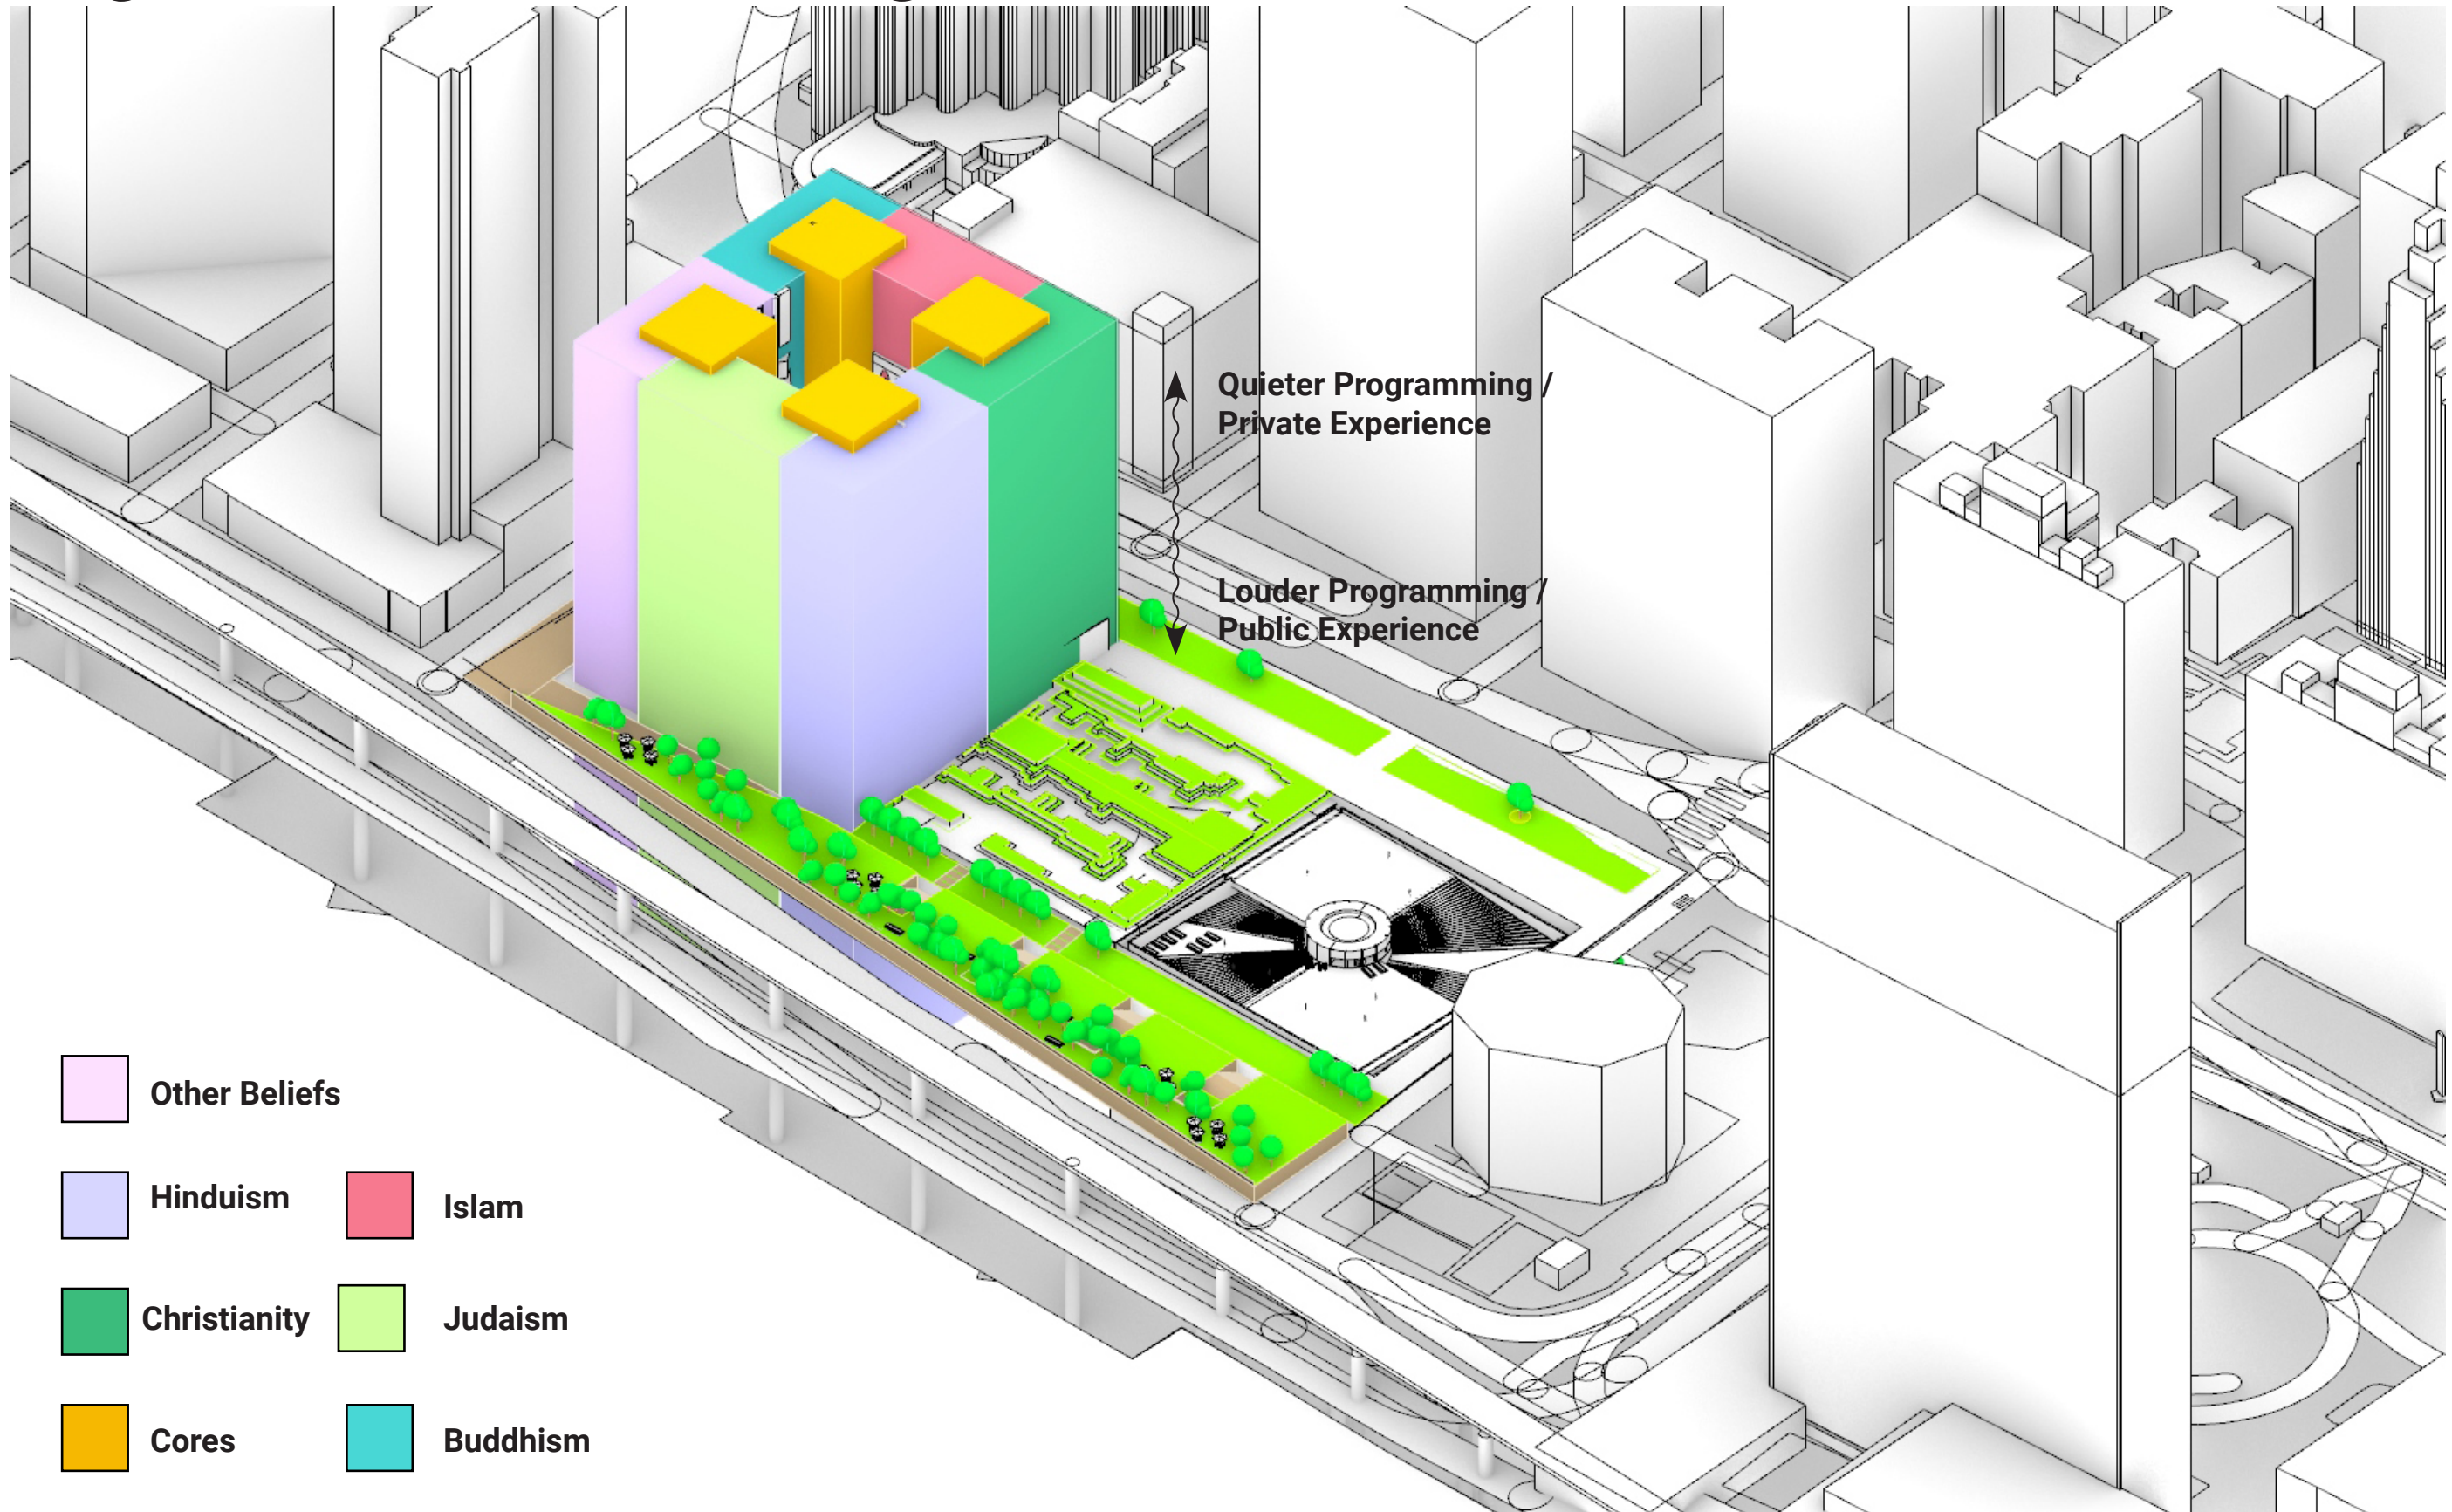 Quieter Programming /
Private Experience
Louder Programming /
Public Experience
Other Beliefs
Hinduism
Islam
Christianity
Judaism
Cores
Buddhism